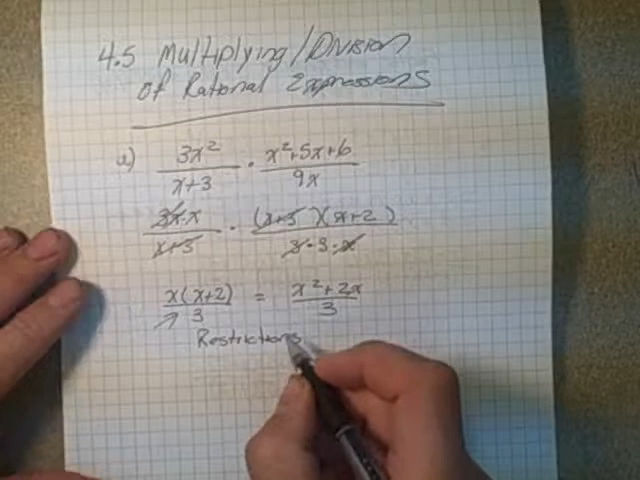 4.5 Multiplying/Division
of Rational Expressions
a) 3x²/x+3 · x²+5x+6/9x
3x·x/x+3 · (x+3)(x+2)/3·3·x
x(x+2)/3 = x²+2x/3
Restrictions